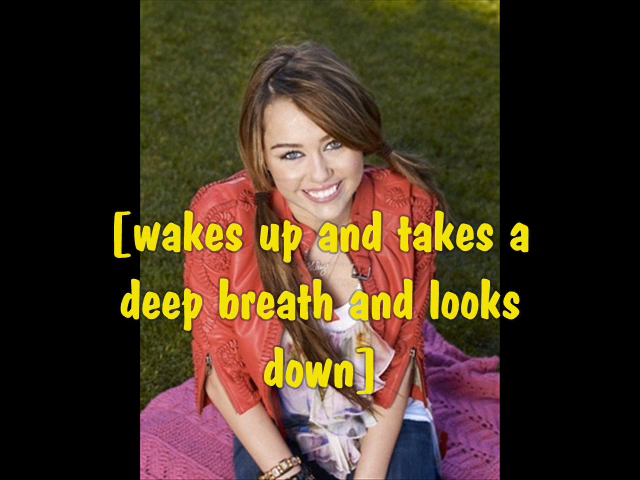 [wakes up and takes a
deep breath and looks
down]